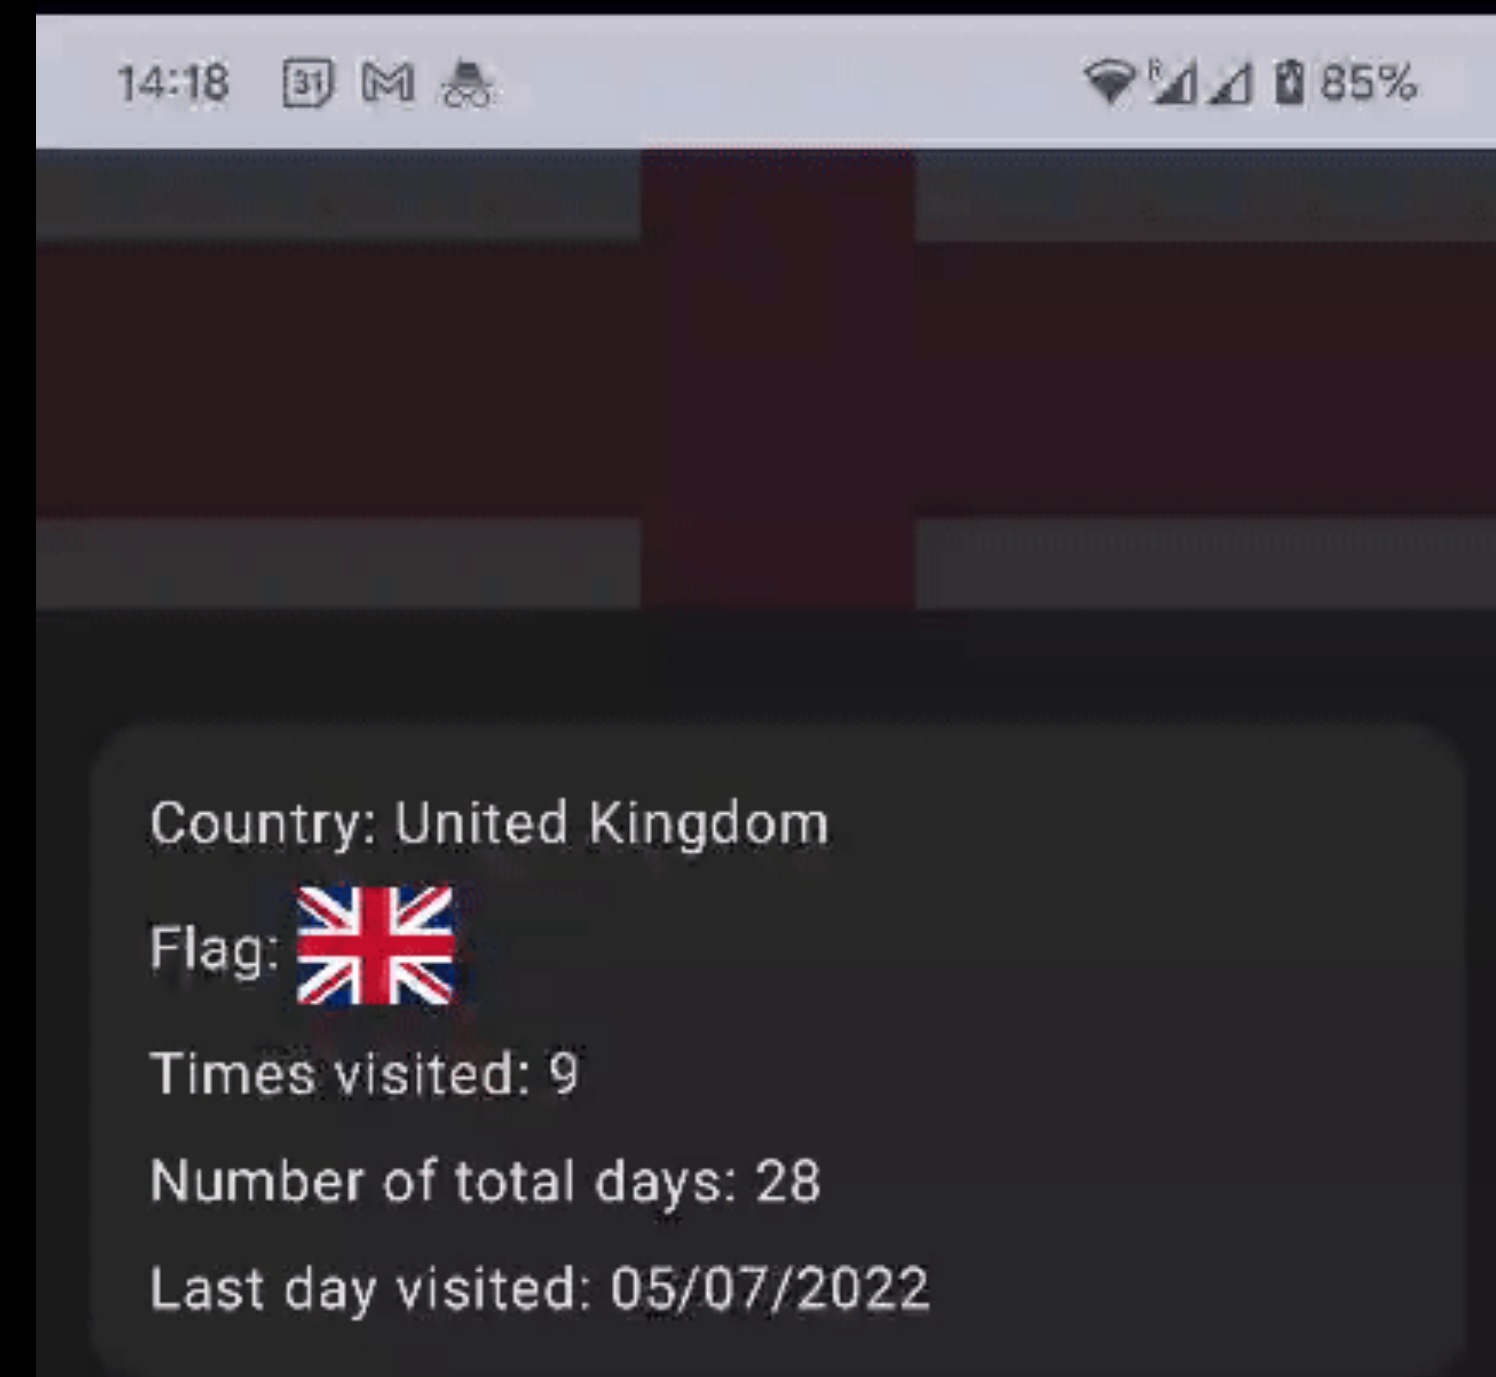 14:18 31 R 85%
Country: United Kingdom
Flag:
Times visited: 9
Number of total days: 28
Last day visited: 05/07/2022